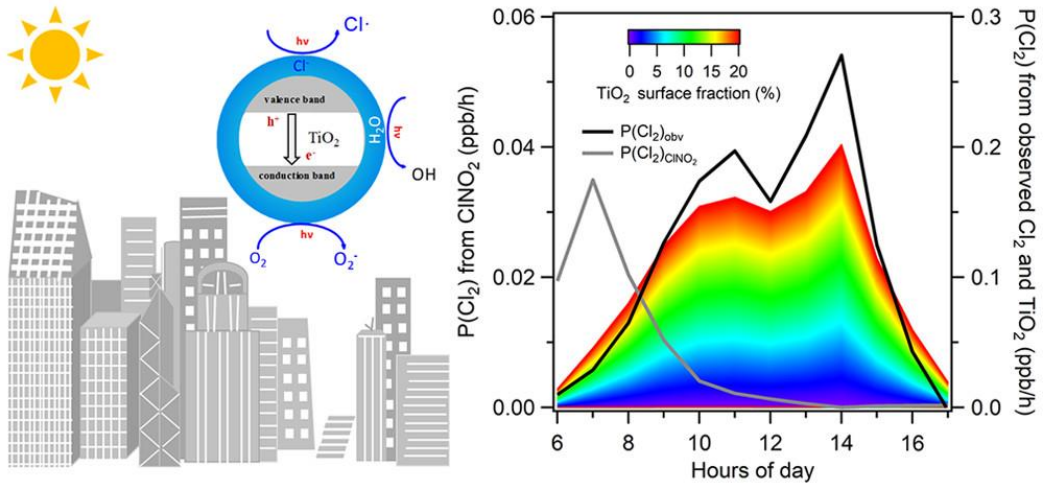 Cl·
hν
Cl⁻
valence band
h⁺
TiO₂
e⁻
conduction band
H₂O
hν
OH
hν
O₂
O₂⁻
0.06
0.04
0.02
0.00
P(Cl₂) from ClNO₂ (ppb/h)
0 5 10 15 20
TiO₂ surface fraction (%)
P(Cl₂)obv
P(Cl₂)ClNO₂
0.3
0.2
0.1
0.0
P(Cl₂) from observed Cl₂ and TiO₂ (ppb/h)
6 8 10 12 14 16
Hours of day